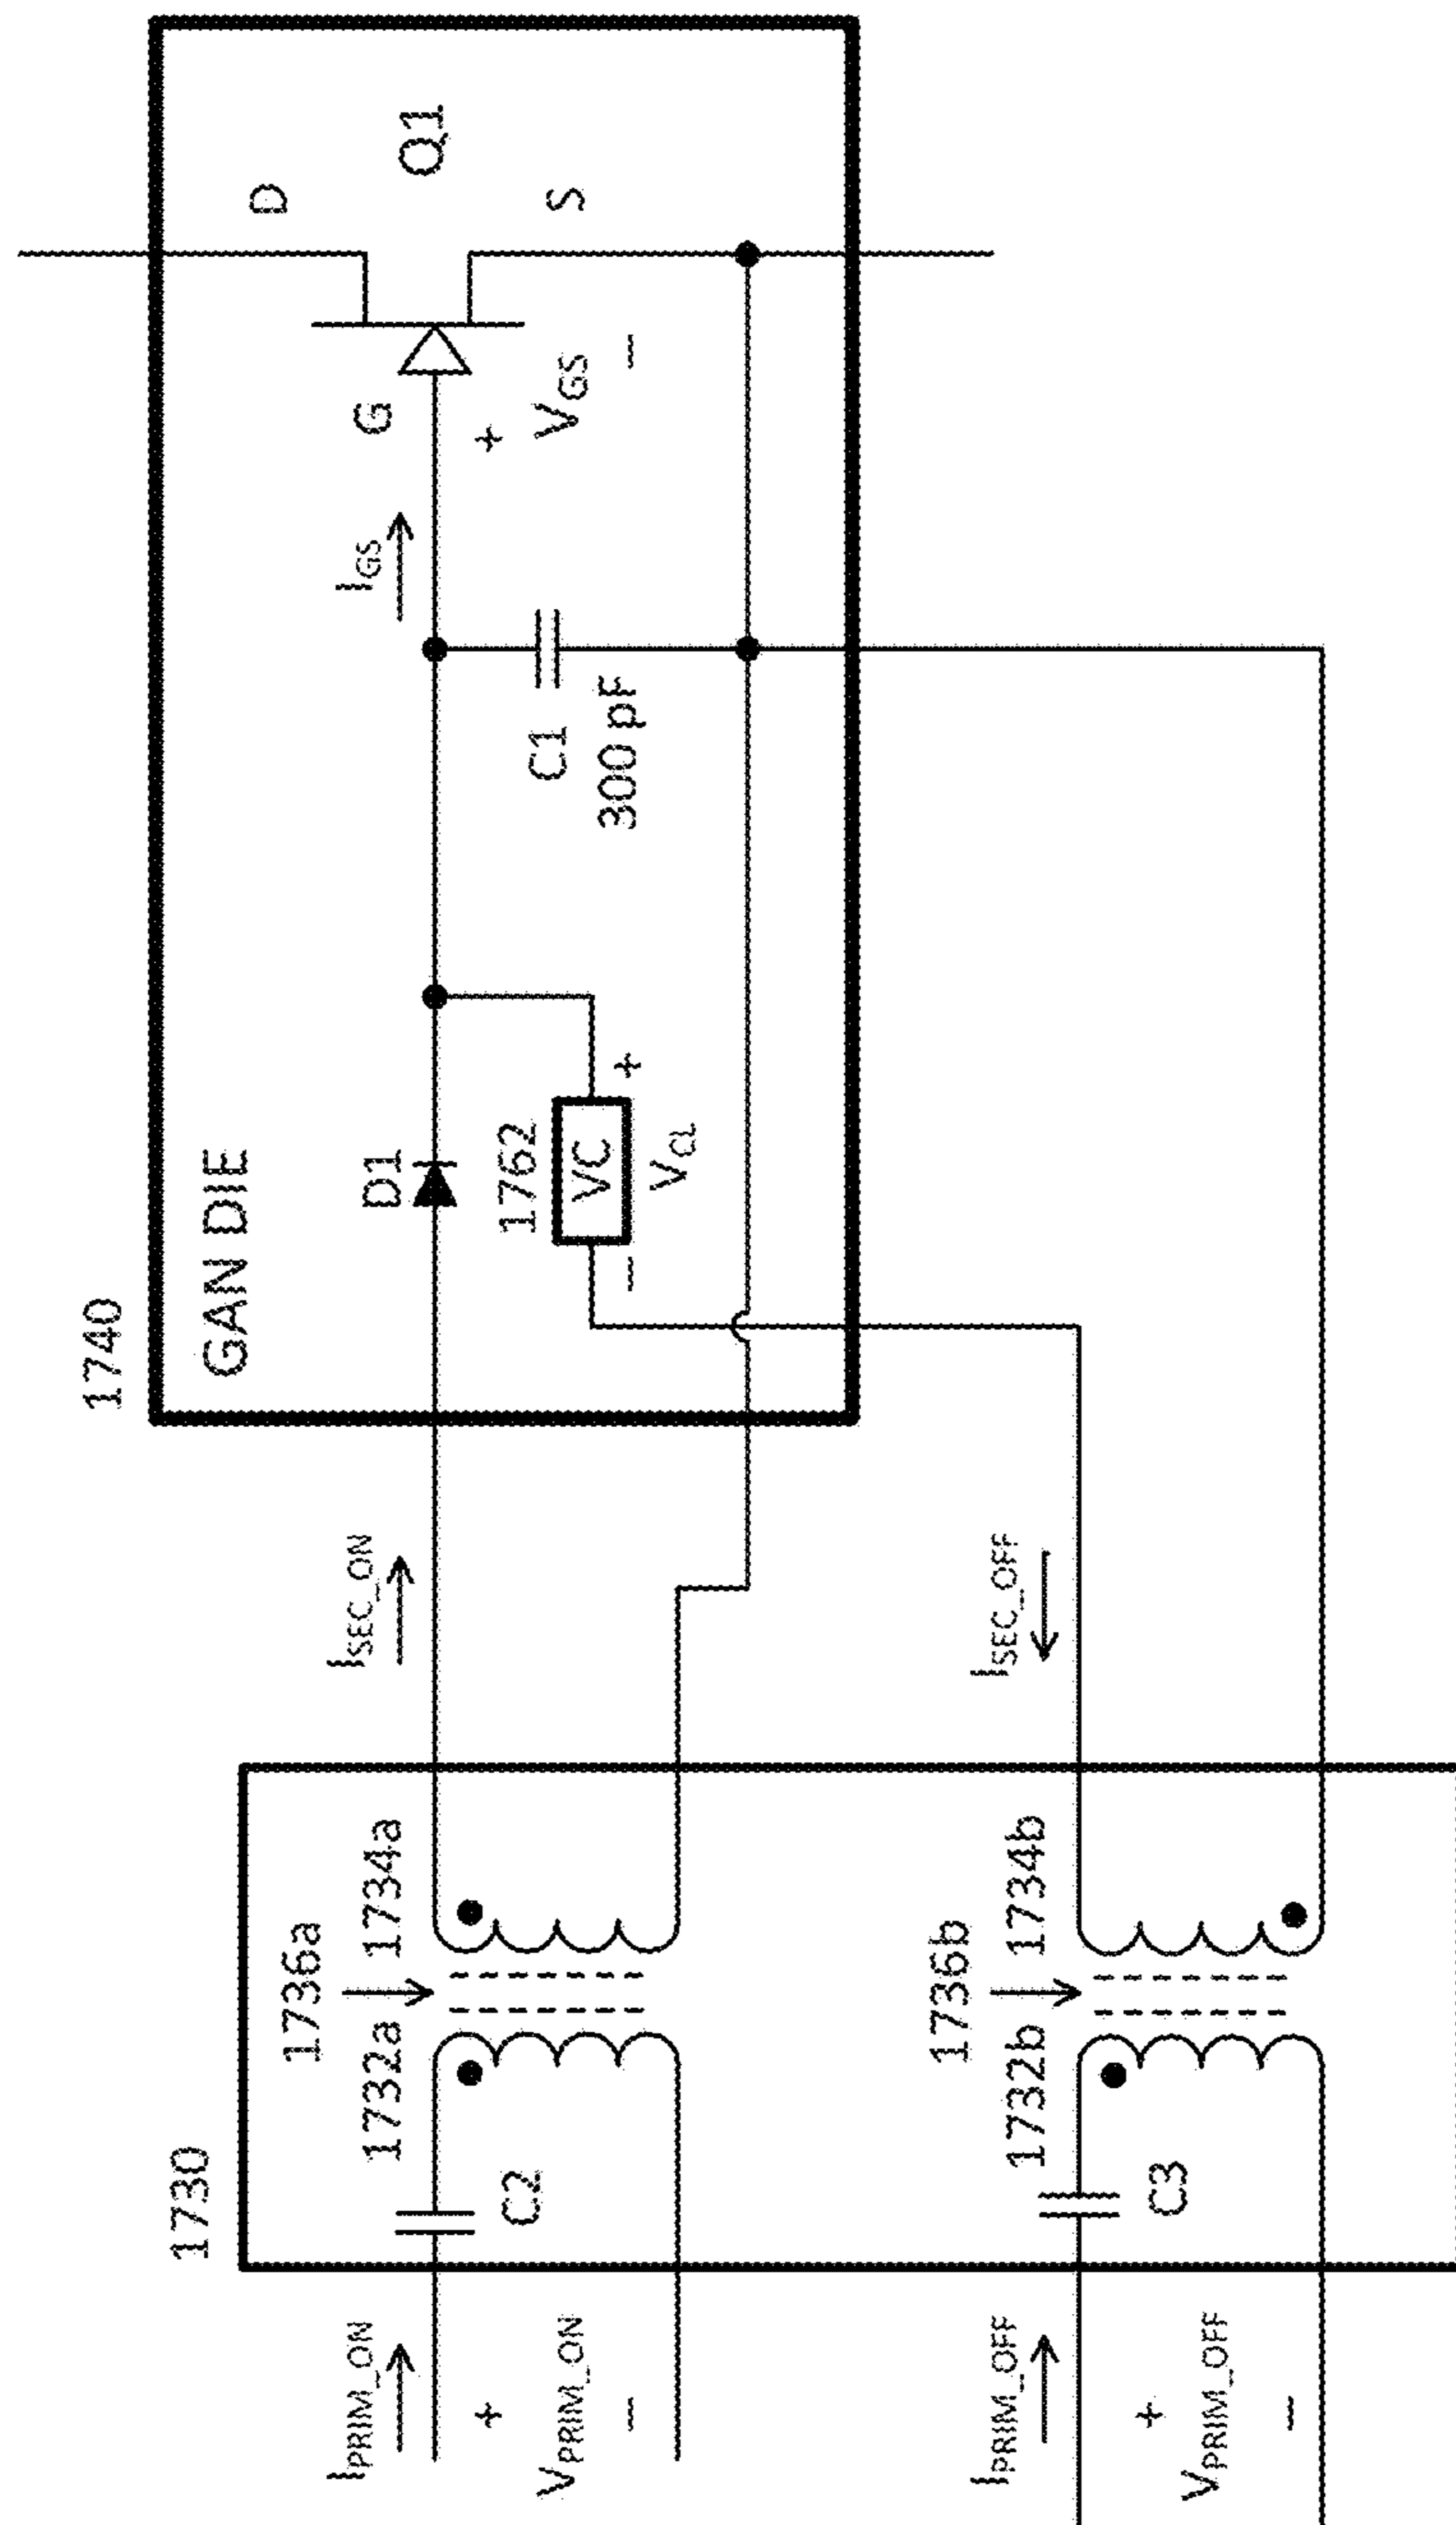 1730
1740
1736a
GAN DIE
D
I_PRIM_ON
1732a 1734a
I_SEC_ON
D1
I_GS
G
Q1
+
C2
1762
C1
+
V_PRIM_ON
VC
300 pF
V_GS
S
−
− +
−
V_CL
1736b
I_PRIM_OFF
1732b 1734b
I_SEC_OFF
+
C3
V_PRIM_OFF
−